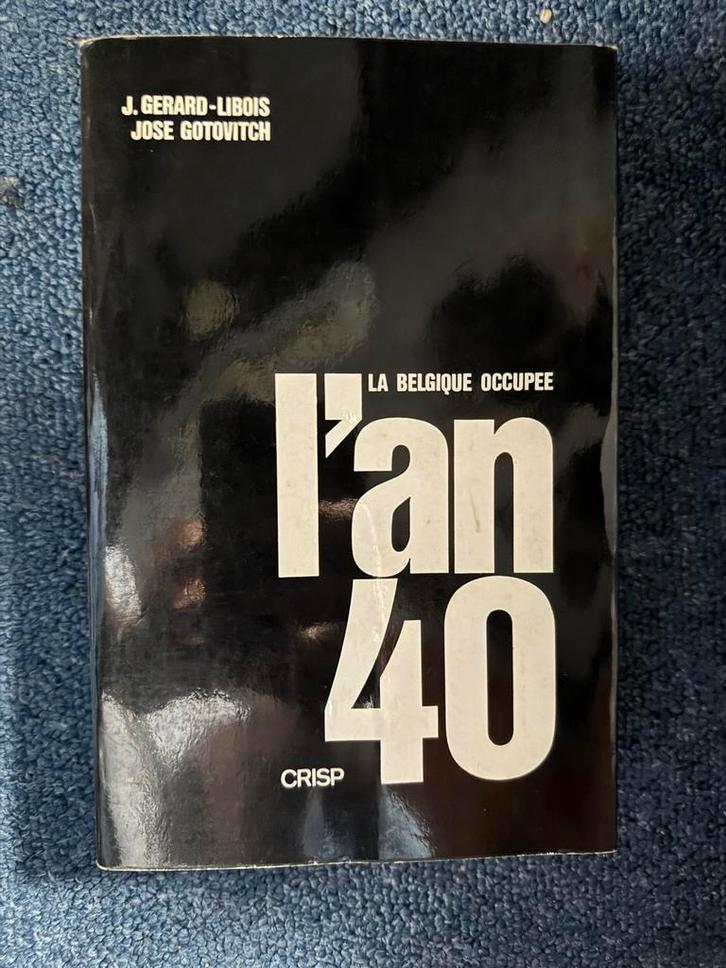 J. GERARD-LIBOIS
JOSE GOTOVITCH
LA BELGIQUE OCCUPEE
l'an
40
CRISP